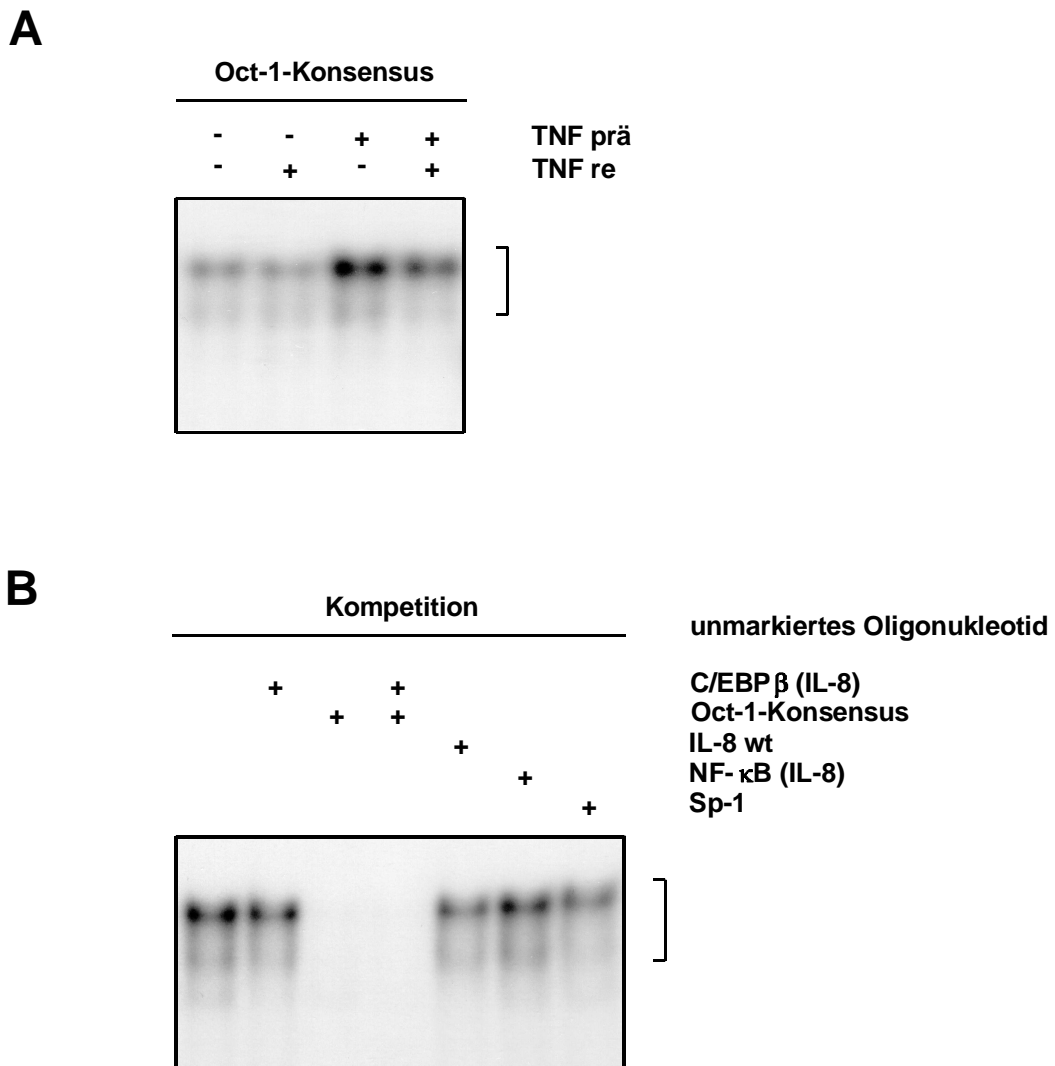 A
Oct-1-Konsensus
- - + + TNF prä
- + - + TNF re
B
Kompetition
unmarkiertes Oligonukleotid
+ + C/EBPβ (IL-8)
+ + Oct-1-Konsensus
+ IL-8 wt
+ NF-κB (IL-8)
+ Sp-1